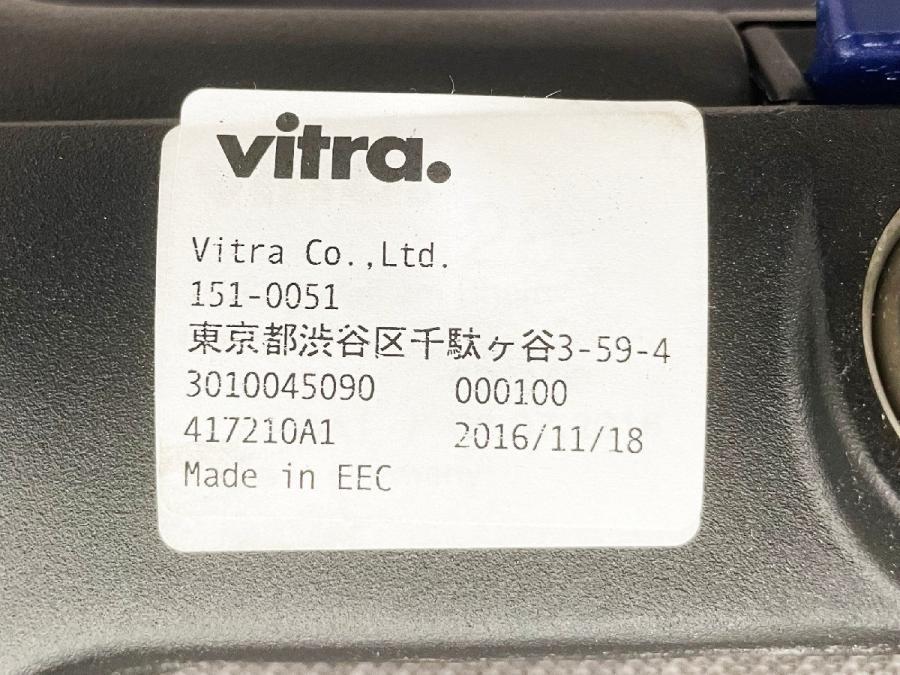 vitra.
Vitra Co.,Ltd.
151-0051
東京都渋谷区千駄ヶ谷3-59-4
3010045090 000100
417210A1 2016/11/18
Made in EEC